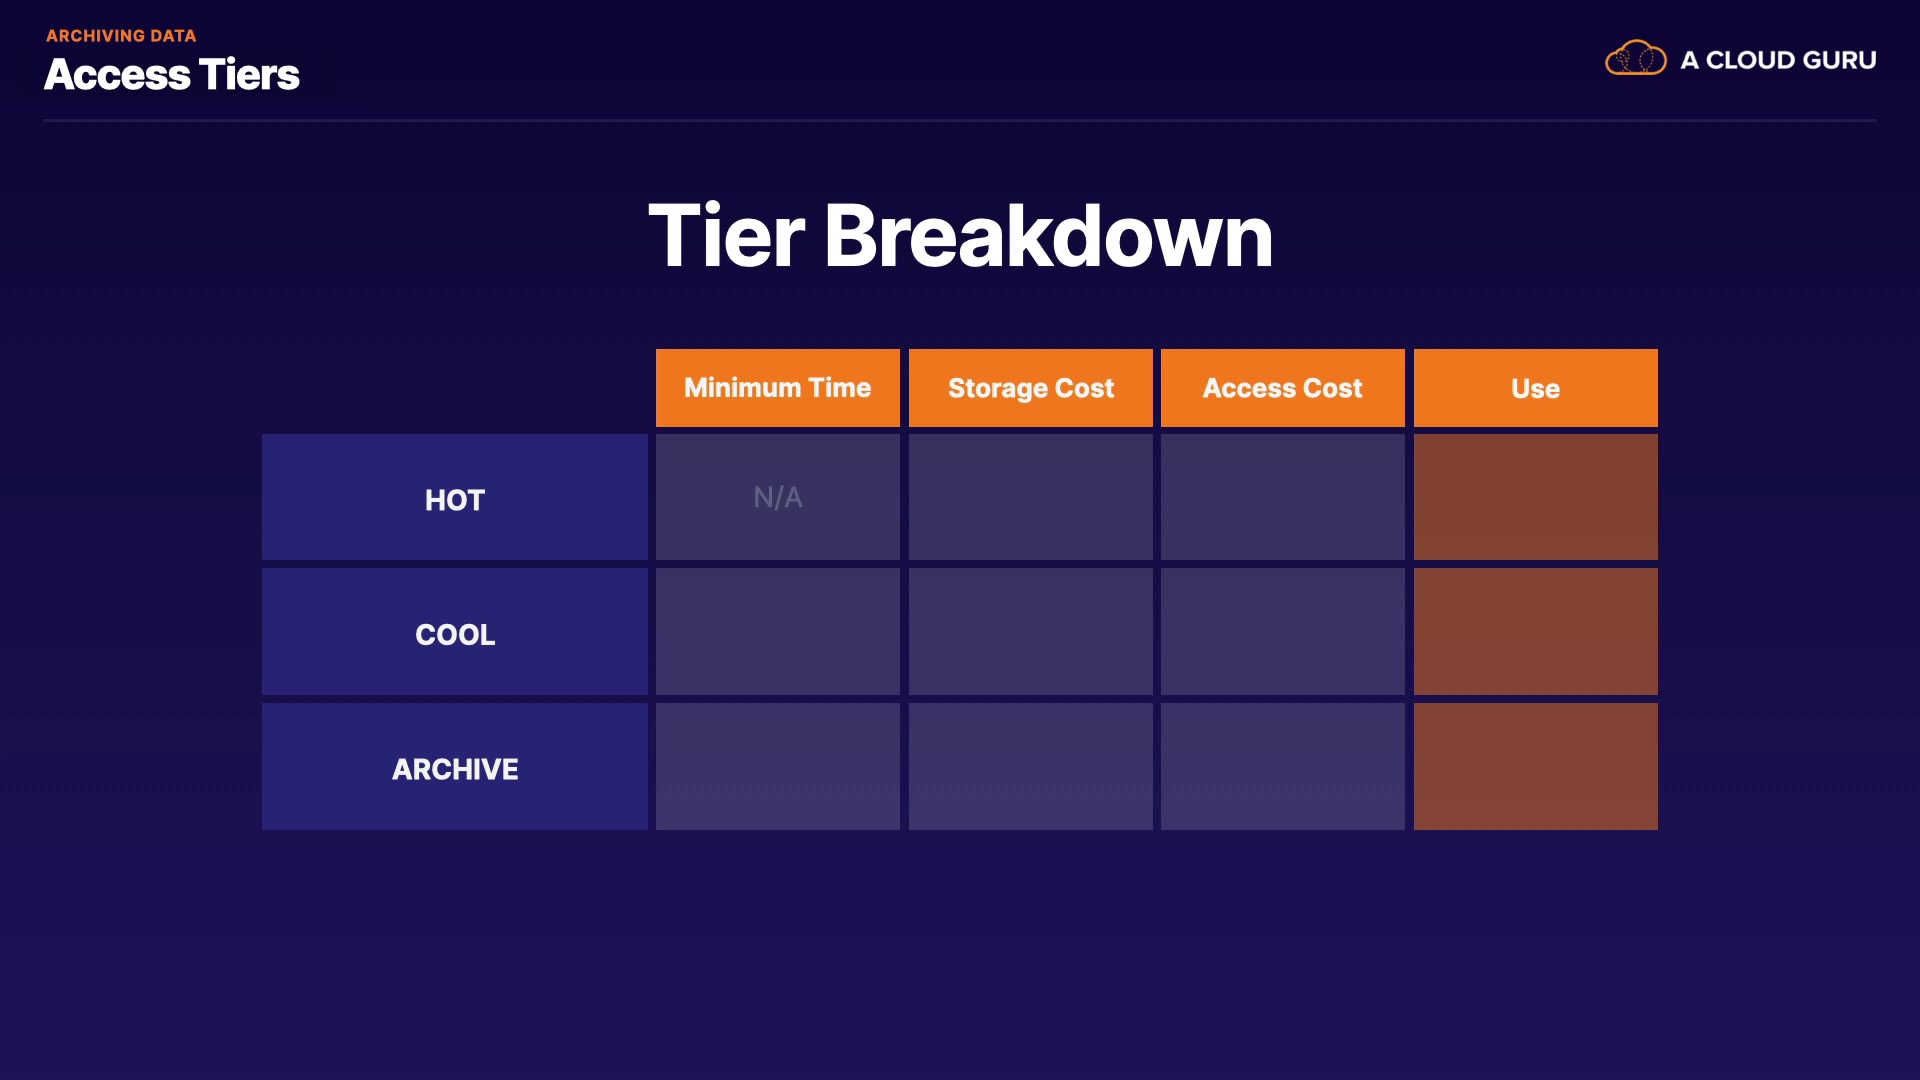 ARCHIVING DATA
Access Tiers
A CLOUD GURU
Tier Breakdown
Minimum Time Storage Cost Access Cost Use
HOT N/A
COOL
ARCHIVE